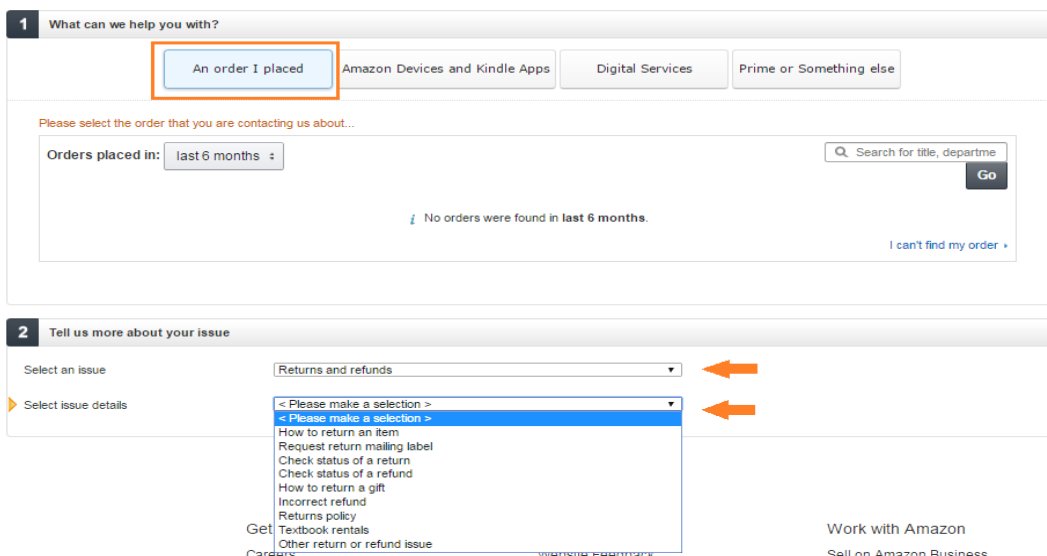 1 What can we help you with?
An order I placed
Amazon Devices and Kindle Apps
Digital Services
Prime or Something else
Please select the order that you are contacting us about...
Orders placed in: last 6 months
Search for title, departme
Go
i No orders were found in last 6 months.
I can't find my order
2 Tell us more about your issue
Select an issue Returns and refunds
Select issue details < Please make a selection >
< Please make a selection >
How to return an item
Request return mailing label
Check status of a return
Check status of a refund
How to return a gift
Incorrect refund
Returns policy
Textbook rentals
Other return or refund issue
Get
Careers
Website Feedback
Work with Amazon
Sell on Amazon Business